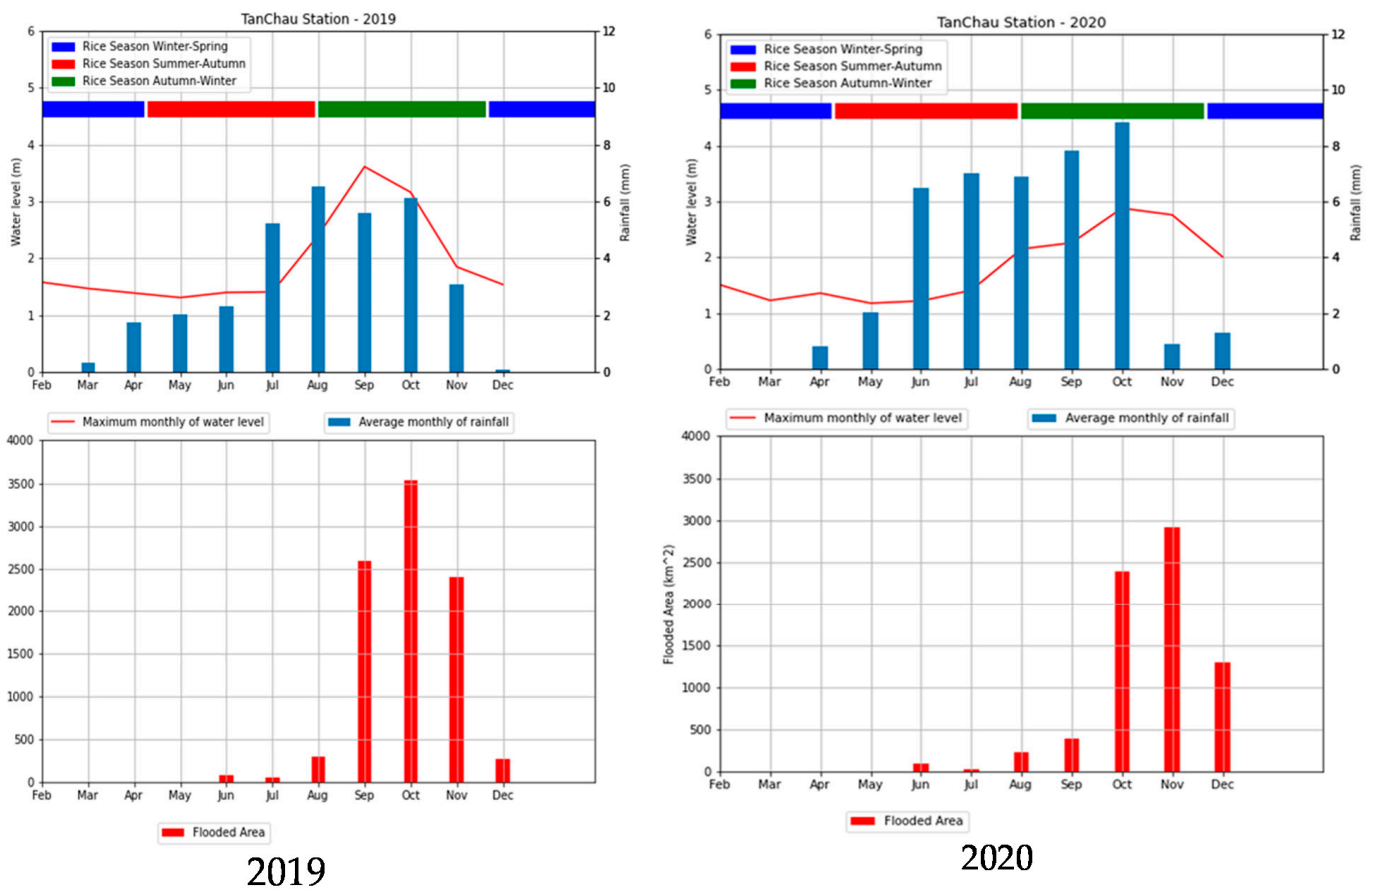 TanChau Station - 2019
6
5
4
3
2
1
0
Water level (m)
12
10
8
6
4
2
0
Rainfall (mm)
Rice Season Winter-Spring
Rice Season Summer-Autumn
Rice Season Autumn-Winter
Feb Mar Apr May Jun Jul Aug Sep Oct Nov Dec
Maximum monthly of water level
Average monthly of rainfall
4000
3500
3000
2500
2000
1500
1000
500
0
Feb Mar Apr May Jun Jul Aug Sep Oct Nov Dec
Flooded Area
2019
TanChau Station - 2020
6
5
4
3
2
1
0
Water level (m)
12
10
8
6
4
2
0
Rainfall (mm)
Rice Season Winter-Spring
Rice Season Summer-Autumn
Rice Season Autumn-Winter
Feb Mar Apr May Jun Jul Aug Sep Oct Nov Dec
Maximum monthly of water level
Average monthly of rainfall
4000
3500
3000
2500
2000
1500
1000
500
0
Flooded Area (km^2)
Feb Mar Apr May Jun Jul Aug Sep Oct Nov Dec
Flooded Area
2020